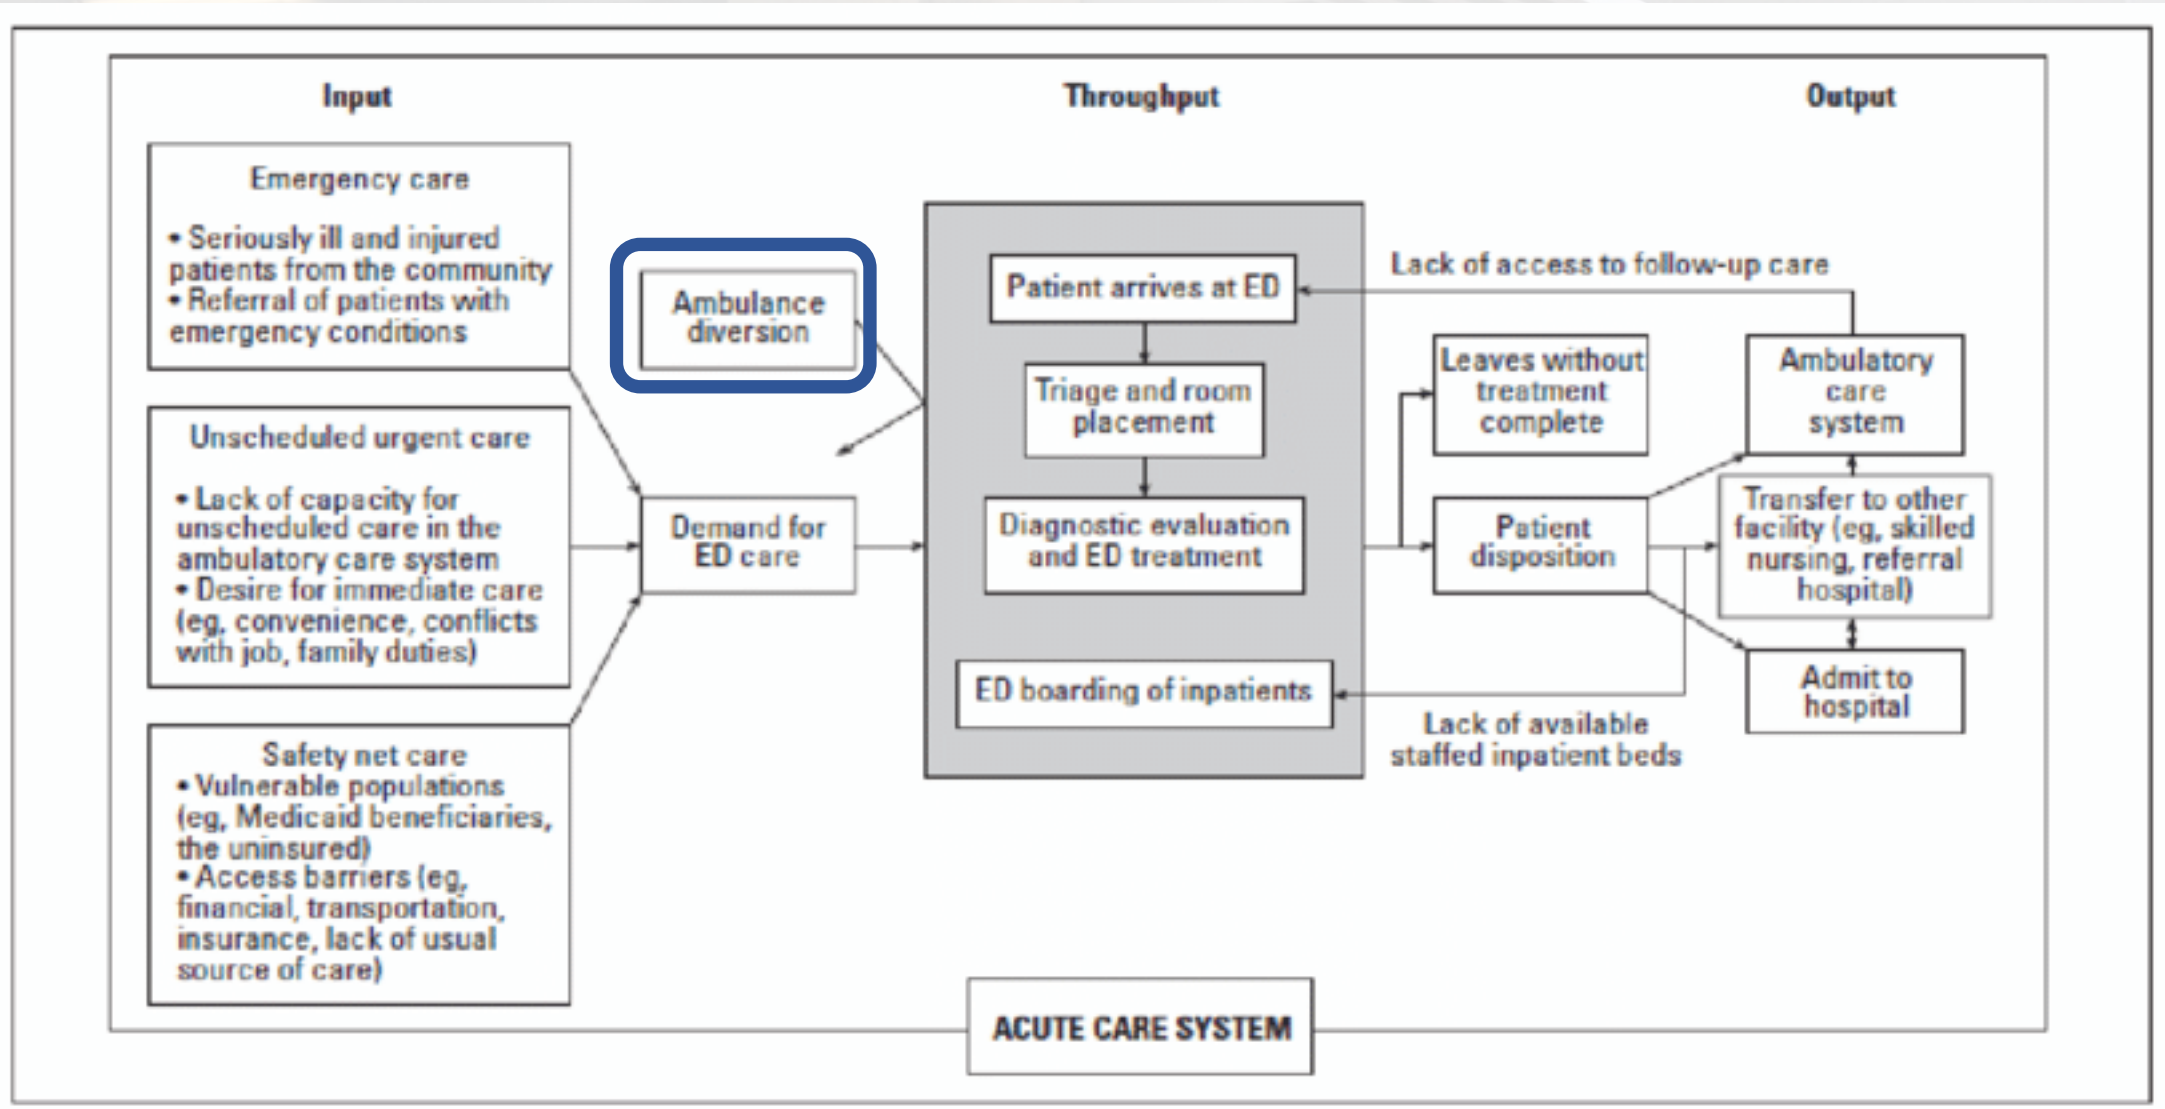 Input
Throughput
Output
Emergency care
• Seriously ill and injured
patients from the community
• Referral of patients with
emergency conditions
Unscheduled urgent care
• Lack of capacity for
unscheduled care in the
ambulatory care system
• Desire for immediate care
(eg, convenience, conflicts
with job, family duties)
Safety net care
• Vulnerable populations
(eg, Medicaid beneficiaries,
the uninsured)
• Access barriers (eg,
financial, transportation,
insurance, lack of usual
source of care)
Ambulance
diversion
Demand for
ED care
Patient arrives at ED
Triage and room
placement
Diagnostic evaluation
and ED treatment
ED boarding of inpatients
Lack of access to follow-up care
Leaves without
treatment
complete
Patient
disposition
Lack of available
staffed inpatient beds
Ambulatory
care
system
Transfer to other
facility (eg, skilled
nursing, referral
hospital)
Admit to
hospital
ACUTE CARE SYSTEM